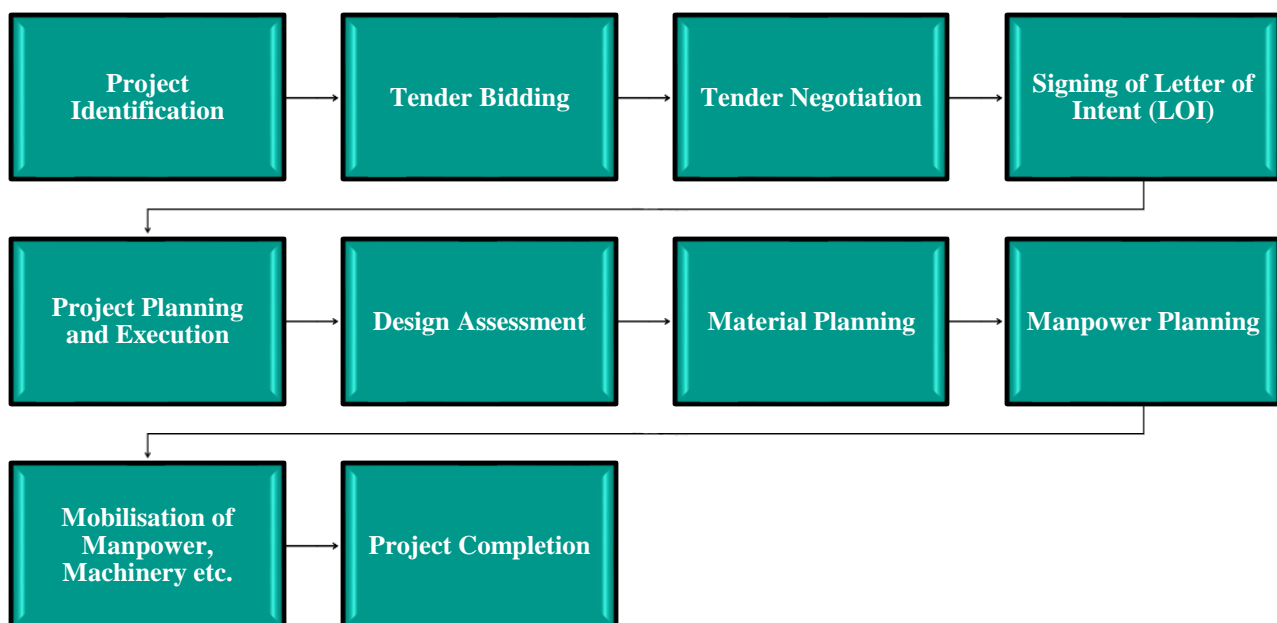 Project
Identification
Tender Bidding
Tender Negotiation
Signing of Letter of
Intent (LOI)
Project Planning
and Execution
Design Assessment
Material Planning
Manpower Planning
Mobilisation of
Manpower,
Machinery etc.
Project Completion